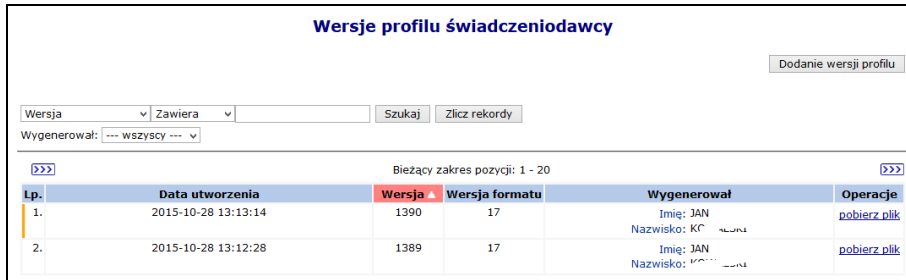 Wersje profilu świadczeniodawcy
Dodanie wersji profilu
Wersja Zawiera Szukaj Zlicz rekordy
Wygenerował: --- wszyscy ---
>>> Bieżący zakres pozycji: 1 - 20 >>>
Lp. Data utworzenia Wersja Wersja formatu Wygenerował Operacje
1. 2015-10-28 13:13:14 1390 17 Imię: JAN pobierz plik
Nazwisko:
2. 2015-10-28 13:12:28 1389 17 Imię: JAN pobierz plik
Nazwisko: